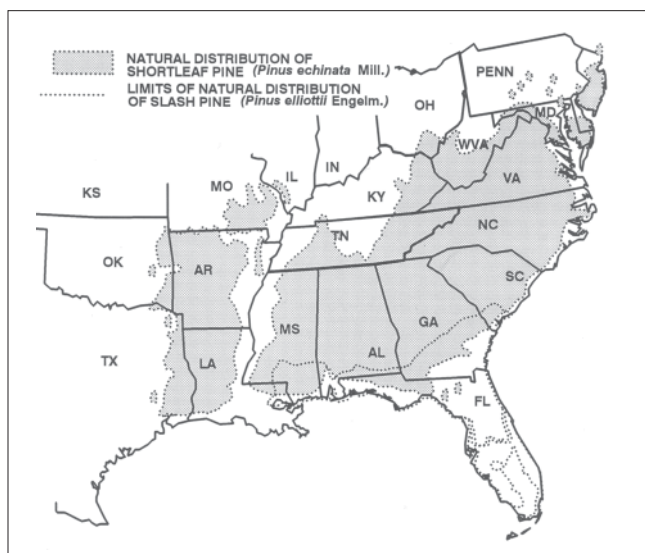 NATURAL DISTRIBUTION OF
SHORTLEAF PINE (Pinus echinata Mill.)
LIMITS OF NATURAL DISTRIBUTION
OF SLASH PINE (Pinus elliottii Engelm.)
PENN
OH
MD
WVA
IN
IL
MO
KS
KY
VA
NC
TN
OK
AR
SC
MS
GA
AL
TX
LA
FL